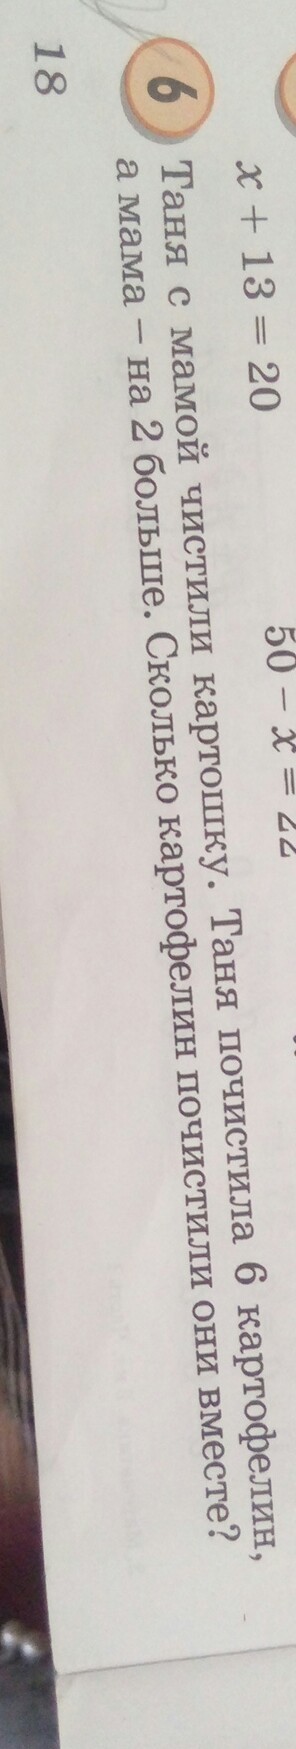 x + 13 = 20 50 − x = 22
6 Таня с мамой чистили картошку. Таня почистила 6 картофелин,
а мама – на 2 больше. Сколько картофелин почистили они вместе?
18